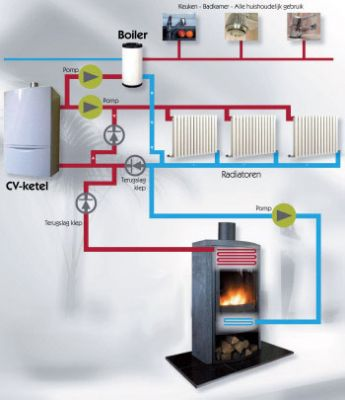 Keuken - Badkamer - Alle huishoudelijk gebruik
Boiler
Pomp
Pomp
CV-ketel
Terugslag
klep
Radiatoren
Terugslag klep
Pomp